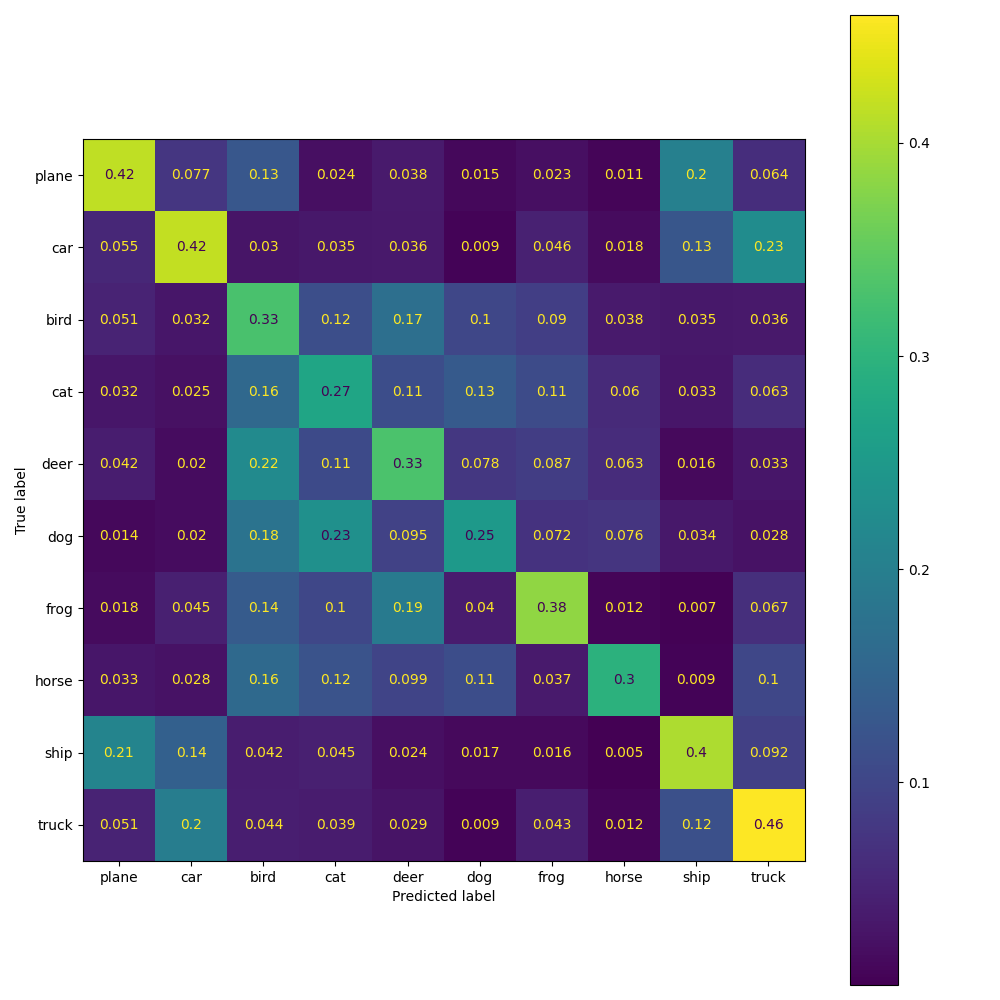 plane 0.42 0.077 0.13 0.024 0.038 0.015 0.023 0.011 0.2 0.064
car 0.055 0.42 0.03 0.035 0.036 0.009 0.046 0.018 0.13 0.23
bird 0.051 0.032 0.33 0.12 0.17 0.1 0.09 0.038 0.035 0.036
cat 0.032 0.025 0.16 0.27 0.11 0.13 0.11 0.06 0.033 0.063
deer 0.042 0.02 0.22 0.11 0.33 0.078 0.087 0.063 0.016 0.033
dog 0.014 0.02 0.18 0.23 0.095 0.25 0.072 0.076 0.034 0.028
frog 0.018 0.045 0.14 0.1 0.19 0.04 0.38 0.012 0.007 0.067
horse 0.033 0.028 0.16 0.12 0.099 0.11 0.037 0.3 0.009 0.1
ship 0.21 0.14 0.042 0.045 0.024 0.017 0.016 0.005 0.4 0.092
truck 0.051 0.2 0.044 0.039 0.029 0.009 0.043 0.012 0.12 0.46
plane car bird cat deer dog frog horse ship truck
Predicted label
True label
0.4
0.3
0.2
0.1